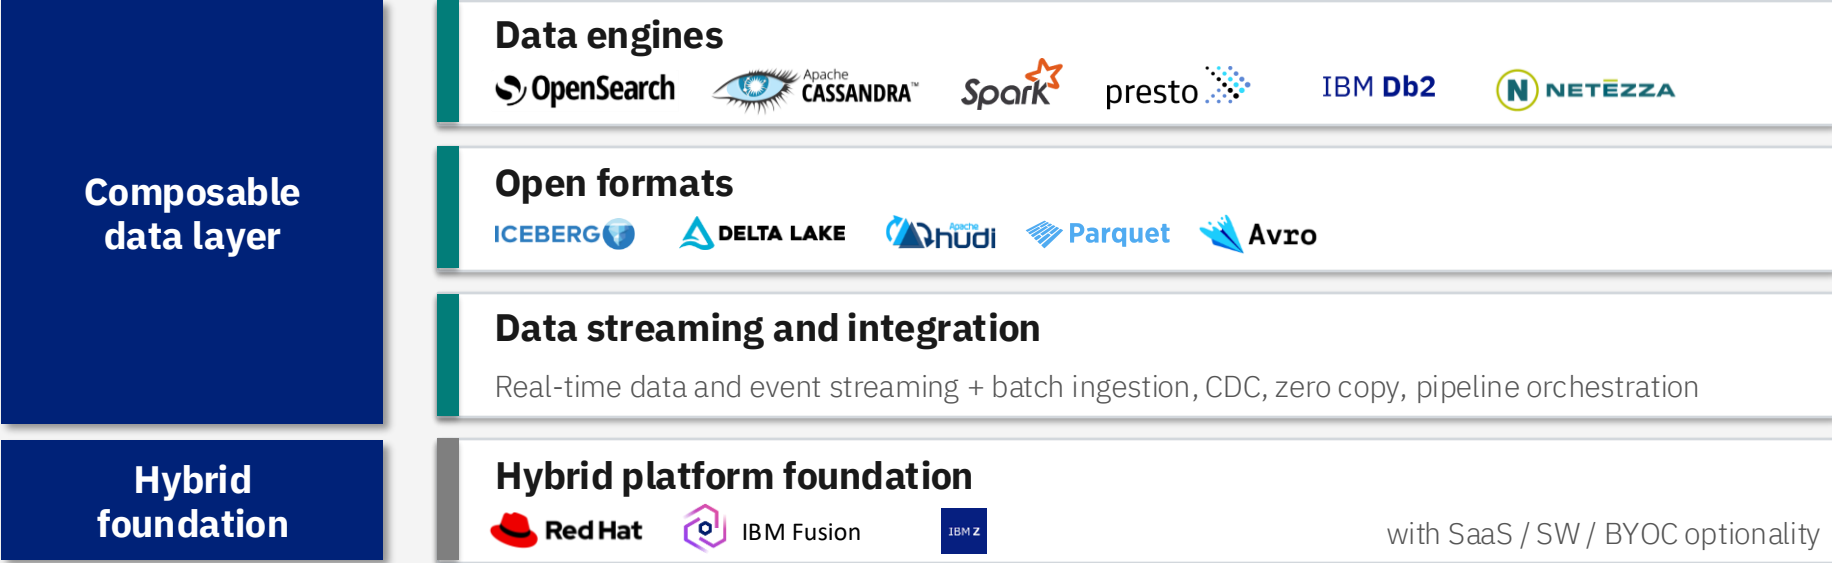 Composable
data layer
Data engines
OpenSearch
Apache
CASSANDRA™
Spark
presto
IBM Db2
N NETEZZA
Open formats
ICEBERG
DELTA LAKE
Apache
hudi
Parquet
Avro
Data streaming and integration
Real-time data and event streaming + batch ingestion, CDC, zero copy, pipeline orchestration
Hybrid
foundation
Hybrid platform foundation
Red Hat
IBM Fusion
IBM Z
with SaaS / SW / BYOC optionality